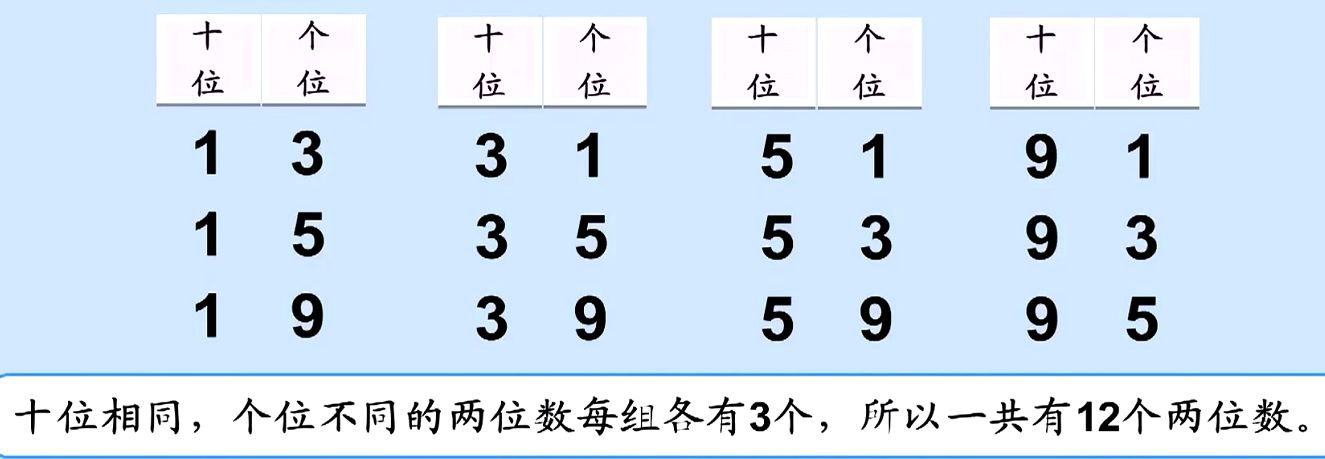 十 个 十 个 十 个 十 个
位 位 位 位 位 位 位 位
1 3 3 1 5 1 9 1
1 5 3 5 5 3 9 3
1 9 3 9 5 9 9 5
十位相同，个位不同的两位数每组各有3个，所以一共有12个两位数。